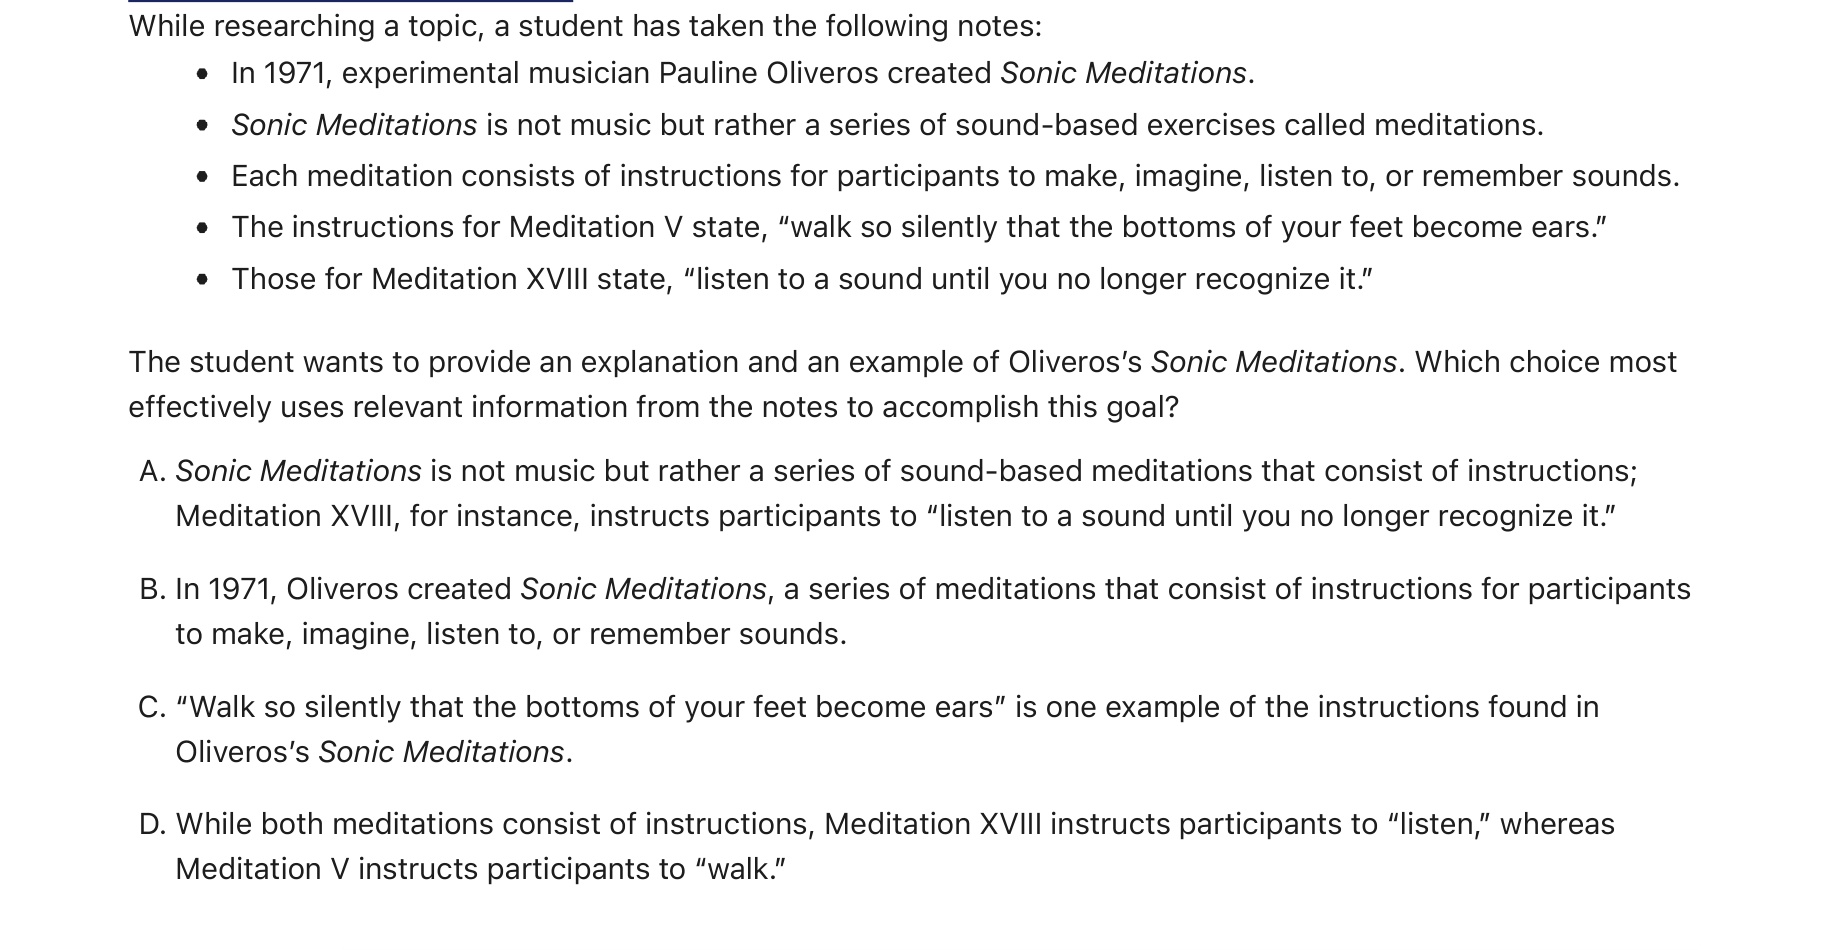 While researching a topic, a student has taken the following notes:
• In 1971, experimental musician Pauline Oliveros created Sonic Meditations.
• Sonic Meditations is not music but rather a series of sound-based exercises called meditations.
• Each meditation consists of instructions for participants to make, imagine, listen to, or remember sounds.
• The instructions for Meditation V state, “walk so silently that the bottoms of your feet become ears.”
• Those for Meditation XVIII state, “listen to a sound until you no longer recognize it.”
The student wants to provide an explanation and an example of Oliveros’s Sonic Meditations. Which choice most
effectively uses relevant information from the notes to accomplish this goal?
A. Sonic Meditations is not music but rather a series of sound-based meditations that consist of instructions;
Meditation XVIII, for instance, instructs participants to “listen to a sound until you no longer recognize it.”
B. In 1971, Oliveros created Sonic Meditations, a series of meditations that consist of instructions for participants
to make, imagine, listen to, or remember sounds.
C. “Walk so silently that the bottoms of your feet become ears” is one example of the instructions found in
Oliveros’s Sonic Meditations.
D. While both meditations consist of instructions, Meditation XVIII instructs participants to “listen,” whereas
Meditation V instructs participants to “walk.”